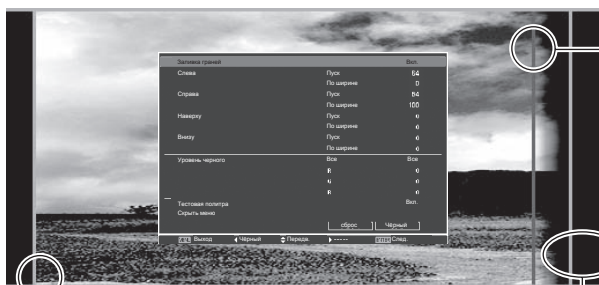 Заливка граней Вкл.
Слева Пуск 64
По ширине 0
Справа Пуск 64
По ширине 100
Наверху Пуск 0
По ширине 0
Внизу Пуск 0
По ширине 0
Уровень черного Все Все
R 0
G 0
B 0
Тестовая политра Вкл.
Скрыть меню
сброс Чёрный
Выход Чёрный Передв. ----- След.